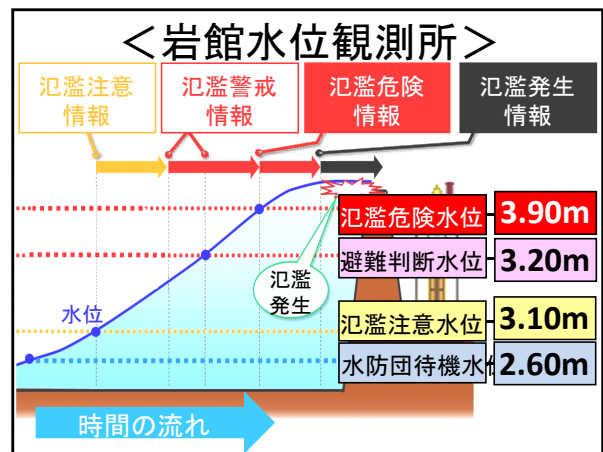 ＜岩館水位観測所＞
氾濫注意
情報
氾濫警戒
情報
氾濫危険
情報
氾濫発生
情報
氾濫危険水位 3.90m
避難判断水位 3.20m
氾濫
発生
水位
氾濫注意水位 3.10m
水防団待機水位 2.60m
時間の流れ